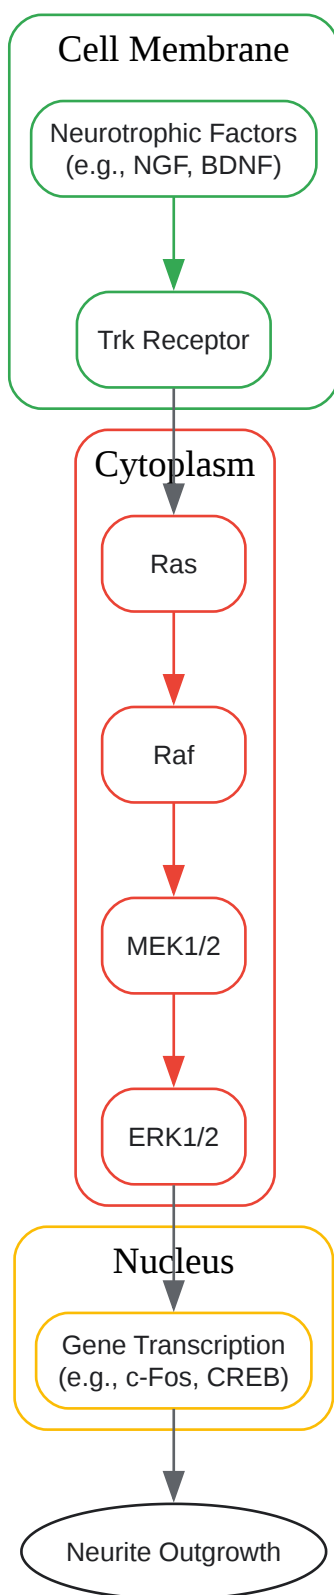 Cell Membrane
Neurotrophic Factors
(e.g., NGF, BDNF)
Trk Receptor
Cytoplasm
Ras
Raf
MEK1/2
ERK1/2
Nucleus
Gene Transcription
(e.g., c-Fos, CREB)
Neurite Outgrowth